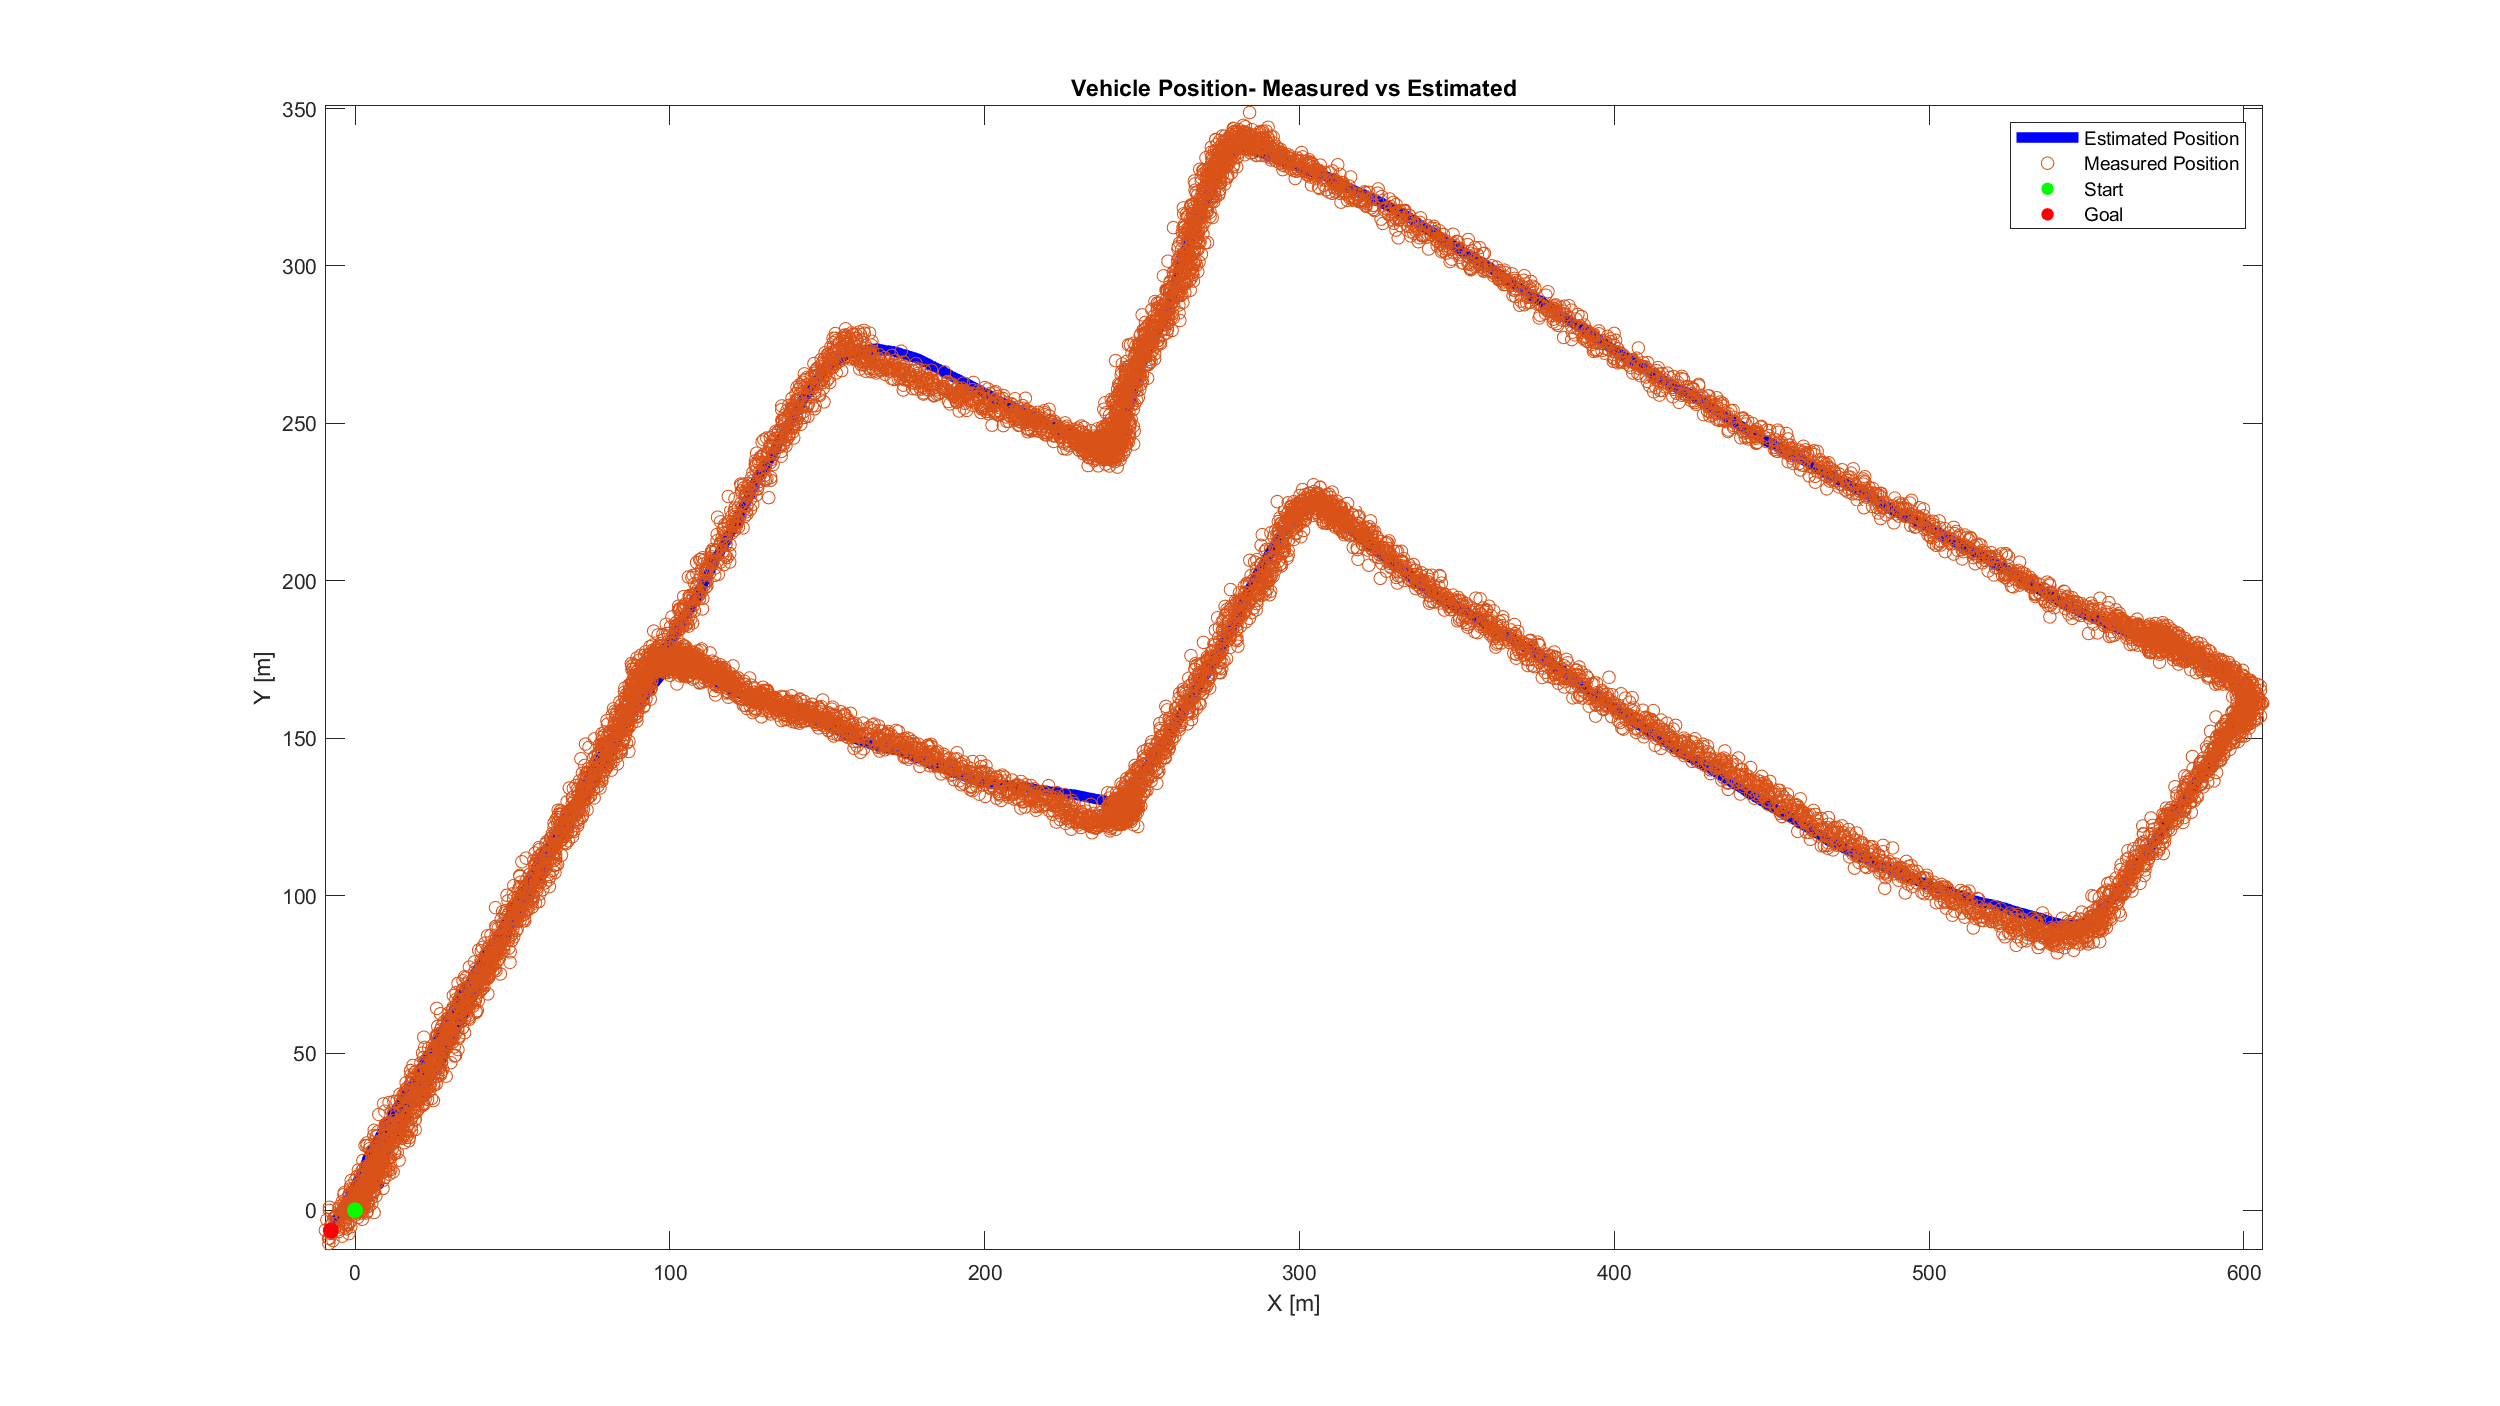 Vehicle Position- Measured vs Estimated
Estimated Position
Measured Position
Start
Goal
350
300
250
200
150
100
50
0
Y [m]
0 100 200 300 400 500 600
X [m]